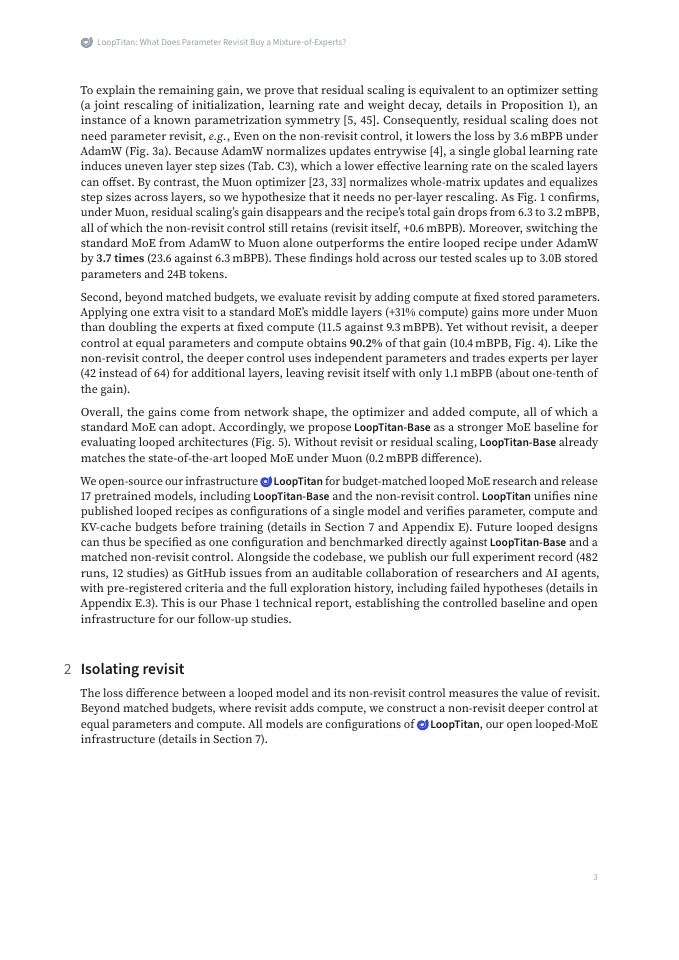 LoopTitan: What Does Parameter Revisit Buy a Mixture-of-Experts?
To explain the remaining gain, we prove that residual scaling is equivalent to an optimizer setting
(a joint rescaling of initialization, learning rate and weight decay, details in Proposition 1), an
instance of a known parametrization symmetry [5, 45]. Consequently, residual scaling does not
need parameter revisit, e.g., Even on the non-revisit control, it lowers the loss by 3.6 mBPB under
AdamW (Fig. 3a). Because AdamW normalizes updates entrywise [4], a single global learning rate
induces uneven layer step sizes (Tab. C3), which a lower effective learning rate on the scaled layers
can offset. By contrast, the Muon optimizer [23, 33] normalizes whole-matrix updates and equalizes
step sizes across layers, so we hypothesize that it needs no per-layer rescaling. As Fig. 1 confirms,
under Muon, residual scaling's gain disappears and the recipe's total gain drops from 6.3 to 3.2 mBPB,
all of which the non-revisit control still retains (revisit itself, +0.6 mBPB). Moreover, switching the
standard MoE from AdamW to Muon alone outperforms the entire looped recipe under AdamW
by 3.7 times (23.6 against 6.3 mBPB). These findings hold across our tested scales up to 3.0B stored
parameters and 24B tokens.
Second, beyond matched budgets, we evaluate revisit by adding compute at fixed stored parameters.
Applying one extra visit to a standard MoE's middle layers (+31% compute) gains more under Muon
than doubling the experts at fixed compute (11.5 against 9.3 mBPB). Yet without revisit, a deeper
control at equal parameters and compute obtains 90.2% of that gain (10.4 mBPB, Fig. 4). Like the
non-revisit control, the deeper control uses independent parameters and trades experts per layer
(42 instead of 64) for additional layers, leaving revisit itself with only 1.1 mBPB (about one-tenth of
the gain).
Overall, the gains come from network shape, the optimizer and added compute, all of which a
standard MoE can adopt. Accordingly, we propose LoopTitan-Base as a stronger MoE baseline for
evaluating looped architectures (Fig. 5). Without revisit or residual scaling, LoopTitan-Base already
matches the state-of-the-art looped MoE under Muon (0.2 mBPB difference).
We open-source our infrastructure LoopTitan for budget-matched looped MoE research and release
17 pretrained models, including LoopTitan-Base and the non-revisit control. LoopTitan unifies nine
published looped recipes as configurations of a single model and verifies parameter, compute and
KV-cache budgets before training (details in Section 7 and Appendix E). Future looped designs
can thus be specified as one configuration and benchmarked directly against LoopTitan-Base and a
matched non-revisit control. Alongside the codebase, we publish our full experiment record (482
runs, 12 studies) as GitHub issues from an auditable collaboration of researchers and AI agents,
with pre-registered criteria and the full exploration history, including failed hypotheses (details in
Appendix E.3). This is our Phase 1 technical report, establishing the controlled baseline and open
infrastructure for our follow-up studies.
2 Isolating revisit
The loss difference between a looped model and its non-revisit control measures the value of revisit.
Beyond matched budgets, where revisit adds compute, we construct a non-revisit deeper control at
equal parameters and compute. All models are configurations of LoopTitan, our open looped-MoE
infrastructure (details in Section 7).
3